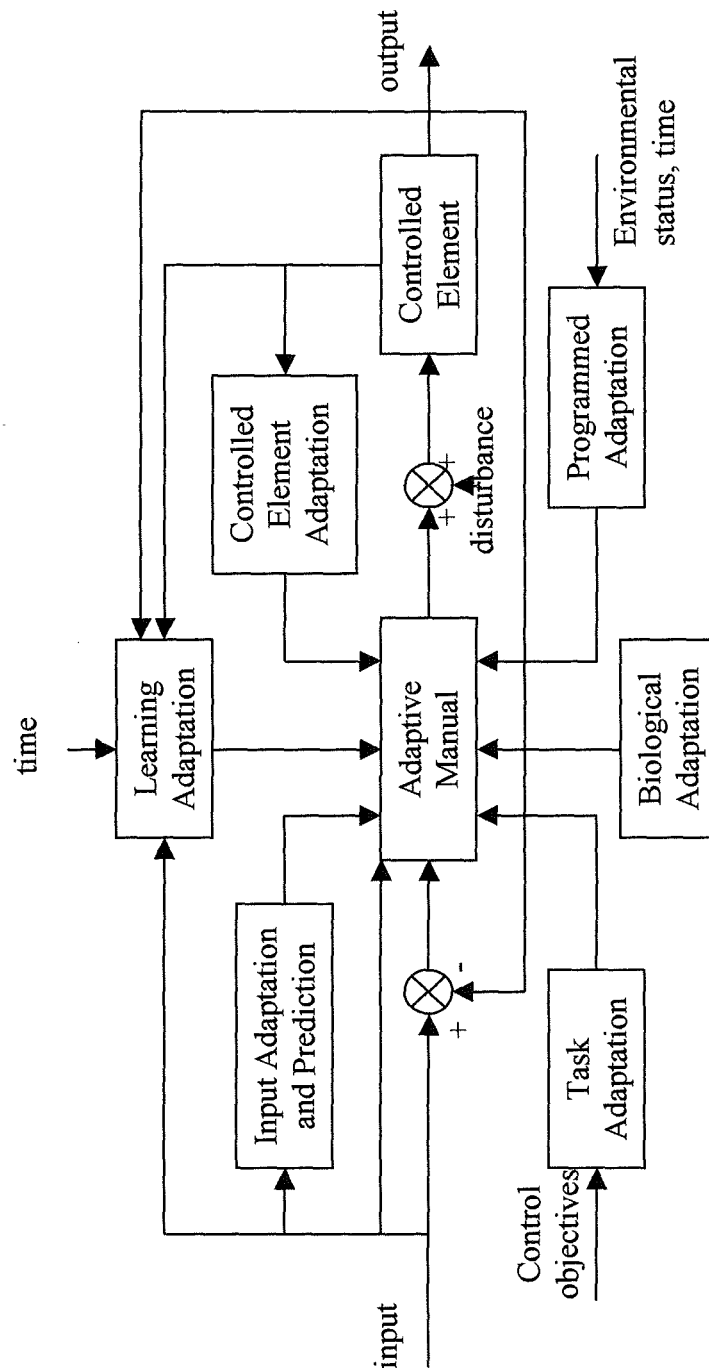 time
Learning
Adaptation
Input Adaptation
and Prediction
Controlled
Element
Adaptation
input
+
-
Adaptive
Manual
+
+
disturbance
Controlled
Element
output
Control
objectives
Task
Adaptation
Biological
Adaptation
Programmed
Adaptation
Environmental
status, time